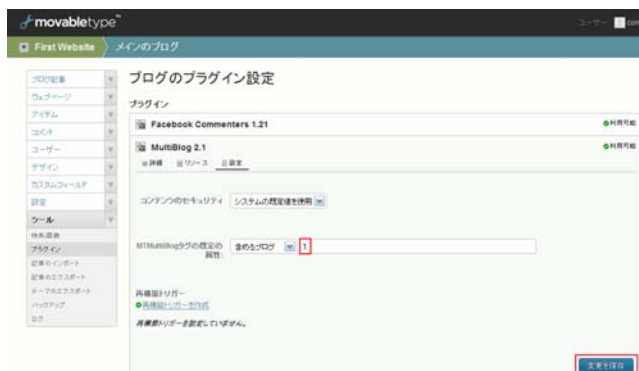 movabletype™
ユーザー
First Website
メインのブログ
ブログ記事
ウェブページ
アイテム
コメント
ユーザー
デザイン
カスタムフィールド
設定
ツール
検索/置換
プラグイン
記事のインポート
記事のエクスポート
テーマのエクスポート
バックアップ
ログ
ブログのプラグイン設定
プラグイン
Facebook Commenters 1.21
利用可能
MultiBlog 2.1
利用可能
詳細 リソース 設定
コンテンツのセキュリティ システムの既定値を使用
MTMultiBlogタグの既定の属性: 含めるブログ 1
再構築トリガー
再構築トリガーを作成
再構築トリガーを設定していません。
変更を保存